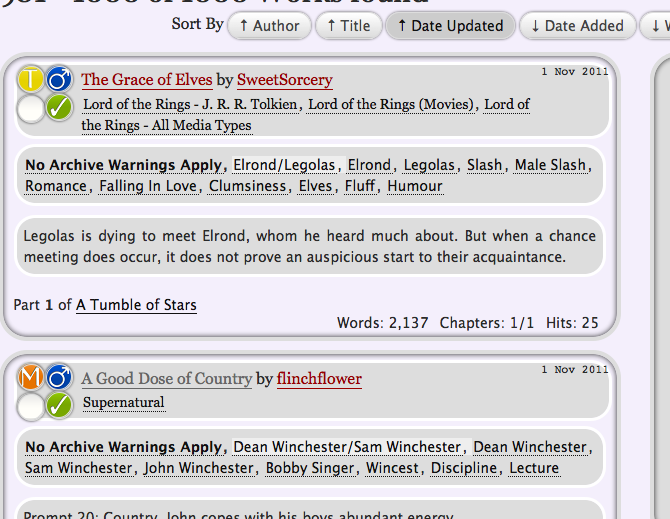 981 - 1000 of 1000 Works found
Sort By ↑ Author ↑ Title ↑ Date Updated ↓ Date Added ↓
T The Grace of Elves by SweetSorcery 1 Nov 2011
Lord of the Rings - J. R. R. Tolkien, Lord of the Rings (Movies), Lord of
the Rings - All Media Types
No Archive Warnings Apply, Elrond/Legolas, Elrond, Legolas, Slash, Male Slash,
Romance, Falling In Love, Clumsiness, Elves, Fluff, Humour
Legolas is dying to meet Elrond, whom he heard much about. But when a chance
meeting does occur, it does not prove an auspicious start to their acquaintance.
Part 1 of A Tumble of Stars
Words: 2,137 Chapters: 1/1 Hits: 25
M A Good Dose of Country by flinchflower 1 Nov 2011
Supernatural
No Archive Warnings Apply, Dean Winchester/Sam Winchester, Dean Winchester,
Sam Winchester, John Winchester, Bobby Singer, Wincest, Discipline, Lecture
Prompt 20: Country. John copes with his boys abundant energy.